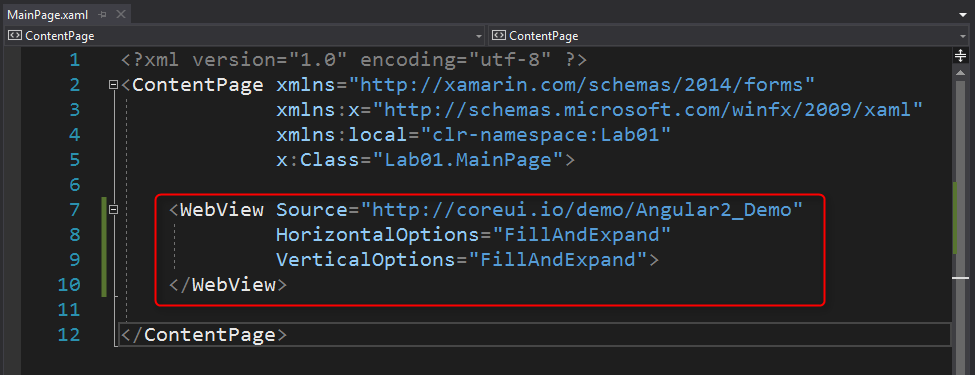 MainPage.xaml
ContentPage ContentPage
1 <?xml version="1.0" encoding="utf-8" ?>
2 <ContentPage xmlns="http://xamarin.com/schemas/2014/forms"
3 xmlns:x="http://schemas.microsoft.com/winfx/2009/xaml"
4 xmlns:local="clr-namespace:Lab01"
5 x:Class="Lab01.MainPage">
6
7 <WebView Source="http://coreui.io/demo/Angular2_Demo"
8 HorizontalOptions="FillAndExpand"
9 VerticalOptions="FillAndExpand">
10 </WebView>
11
12 </ContentPage>